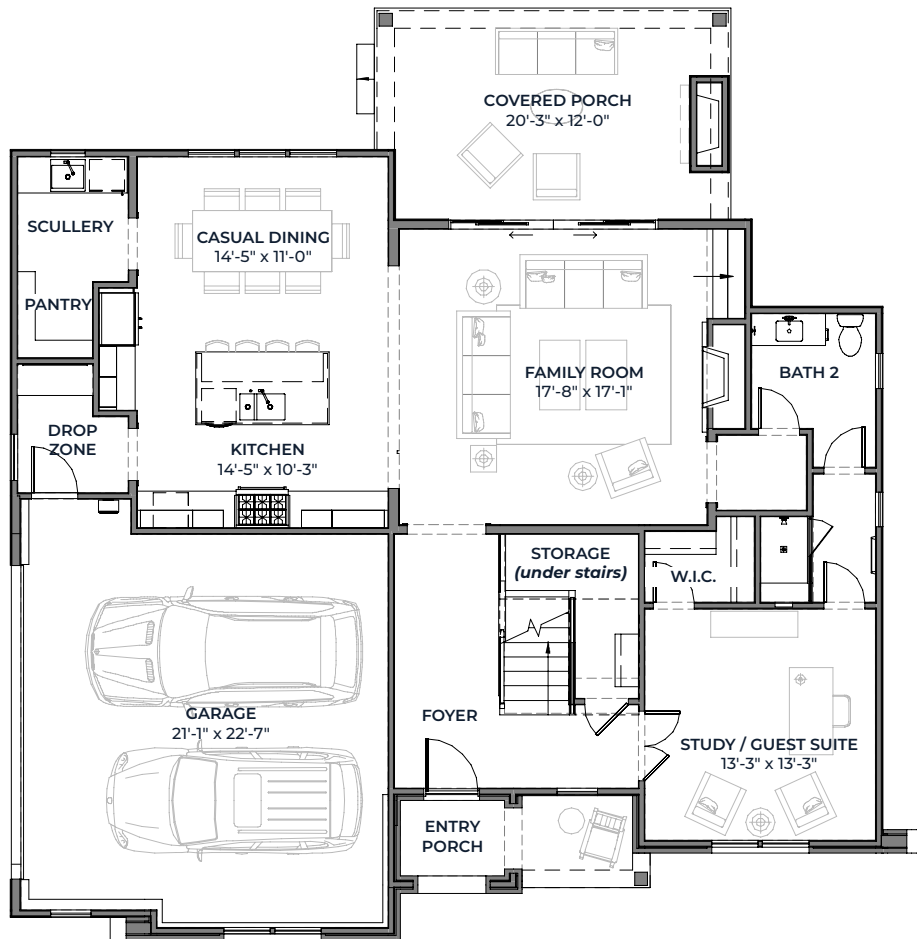 COVERED PORCH
20'-3" x 12'-0"
SCULLERY
CASUAL DINING
14'-5" x 11'-0"
PANTRY
FAMILY ROOM
17'-8" x 17'-1"
BATH 2
DROP
ZONE
KITCHEN
14'-5" x 10'-3"
STORAGE
(under stairs)
W.I.C.
GARAGE
21'-1" x 22'-7"
FOYER
STUDY / GUEST SUITE
13'-3" x 13'-3"
ENTRY
PORCH